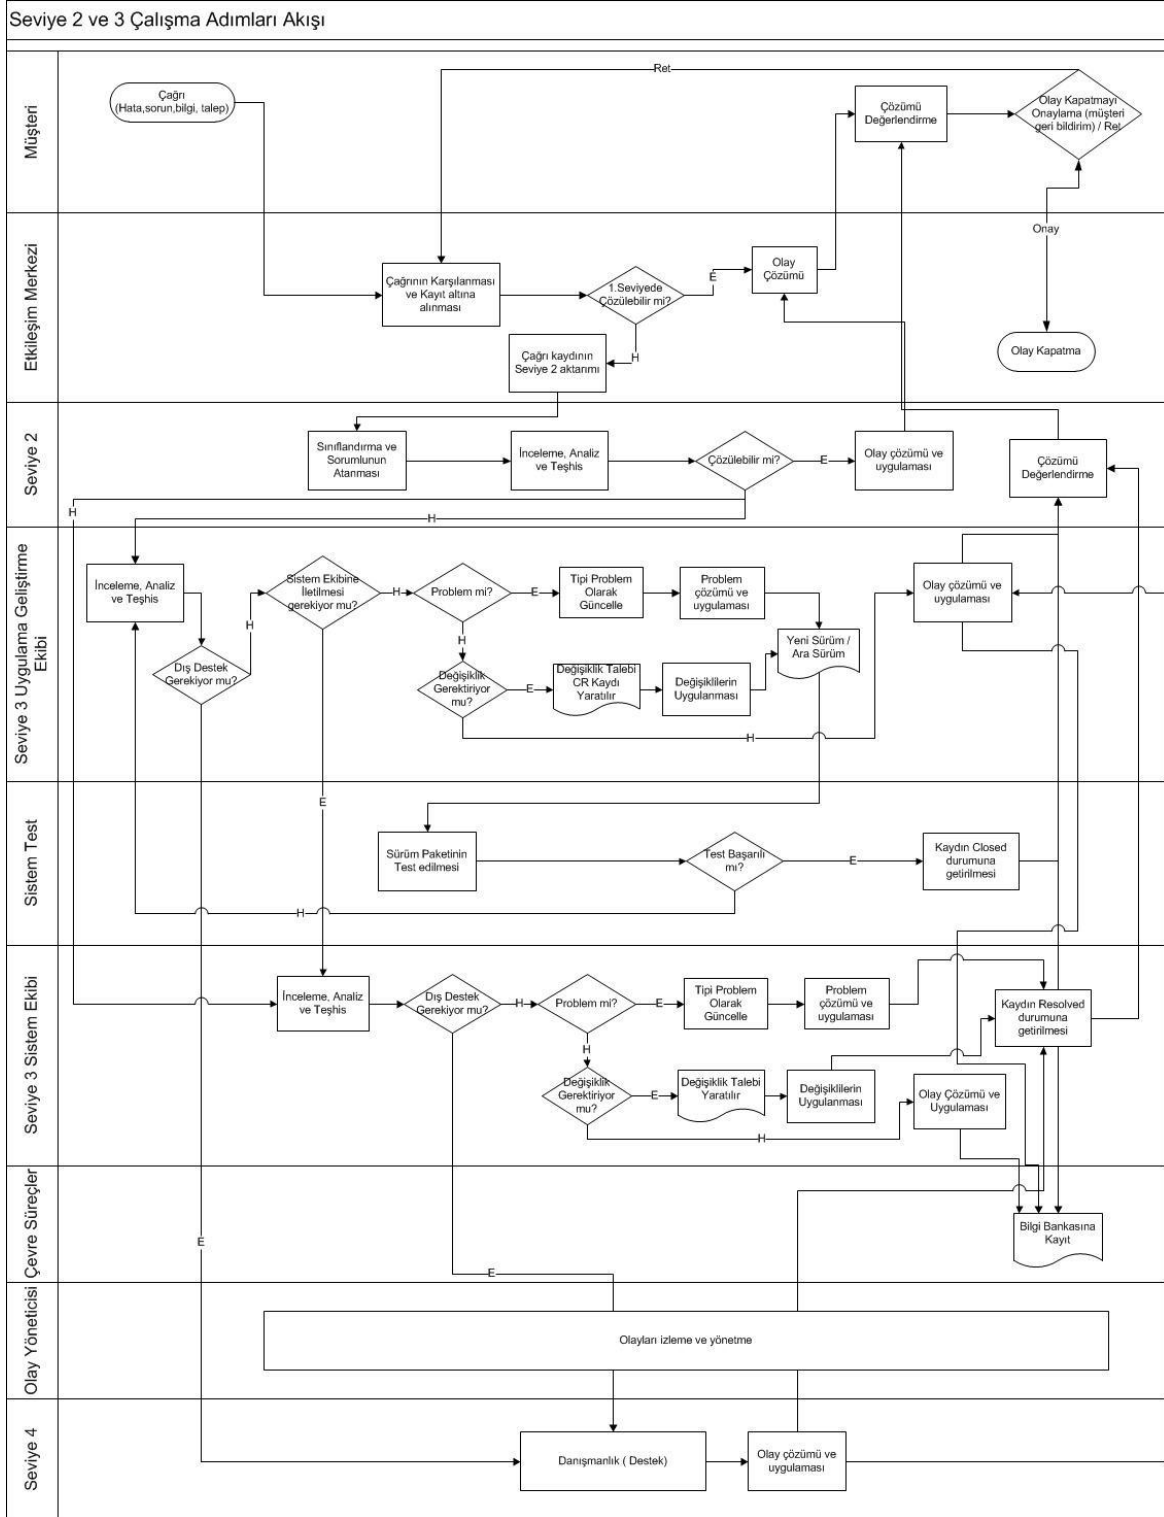 Seviye 2 ve 3 Çalışma Adımları Akışı
Müşteri
Çağrı
(Hata,sorun,bilgi, talep)
Ret
Çözümü
Değerlendirme
Olay Kapatmayı
Onaylama (müşteri
geri bildirim) / Ret
Etkileşim Merkezi
Onay
Çağrının Karşılanması
ve Kayıt altına
alınması
1.Seviyede
Çözülebilir mi?
E
Olay
Çözümü
H
Çağrı kaydının
Seviye 2 aktarımı
Olay Kapatma
Seviye 2
Sınıflandırma ve
Sorumlunun
Atanması
İnceleme, Analiz
ve Teşhis
Çözülebilir mi?
E
Olay çözümü ve
uygulaması
Çözümü
Değerlendirme
H
H
Seviye 3 Uygulama Geliştirme
Ekibi
İnceleme, Analiz
ve Teşhis
Dış Destek
Gerekiyor mu?
H
Sistem Ekibine
İletilmesi
gerekiyor mu?
H
Problem mi?
E
Tipi Problem
Olarak
Güncelle
Problem
çözümü ve
uygulaması
Olay çözümü ve
uygulaması
H
Yeni Sürüm /
Ara Sürüm
Değişiklik
Gerektiriyor
mu?
E
Değişiklik Talebi
CR Kaydı
Yaratılır
Değişiklilerin
Uygulanması
H
Sistem Test
E
Sürüm Paketinin
Test edilmesi
Test Başarılı
mı?
E
Kaydın Closed
durumuna
getirilmesi
H
Seviye 3 Sistem Ekibi
İnceleme, Analiz
ve Teşhis
Dış Destek
Gerekiyor mu?
H
Problem mi?
E
Tipi Problem
Olarak
Güncelle
Problem
çözümü ve
uygulaması
Kaydın Resolved
durumuna
getirilmesi
H
Değişiklik
Gerektiriyor
mu?
E
Değişiklik Talebi
Yaratılır
Değişiklilerin
Uygulanması
Olay Çözümü ve
Uygulaması
H
Çevre Süreçler
E
Bilgi Bankasına
Kayıt
E
Olay Yöneticisi
Olayları izleme ve yönetme
Seviye 4
Danışmanlık ( Destek)
Olay çözümü ve
uygulaması